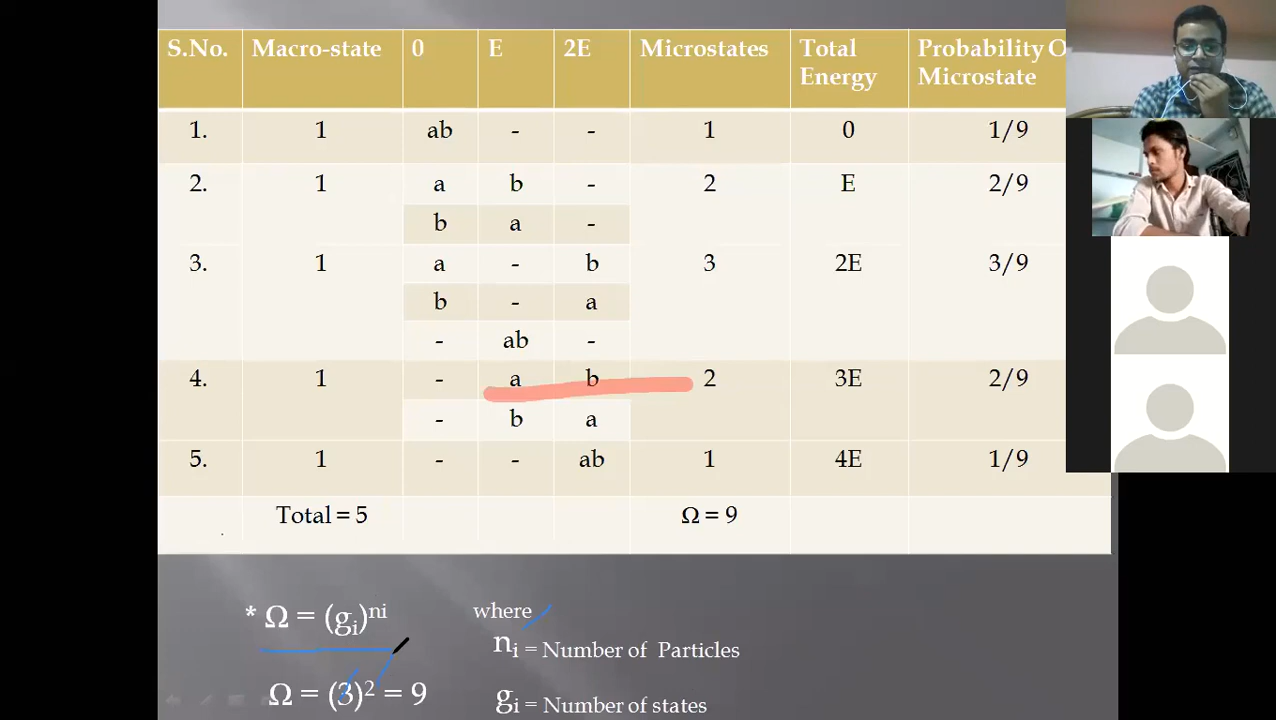 S.No. Macro-state 0 E 2E Microstates Total Energy Probability O Microstate
1. 1 ab - - 1 0 1/9
2. 1 a b - 2 E 2/9
b a -
3. 1 a - b 3 2E 3/9
b - a
- ab -
4. 1 - a b 2 3E 2/9
- b a
5. 1 - - ab 1 4E 1/9
Total = 5 Ω = 9
* Ω = (gi)ni where
ni = Number of Particles
Ω = (3)2 = 9
gi = Number of states